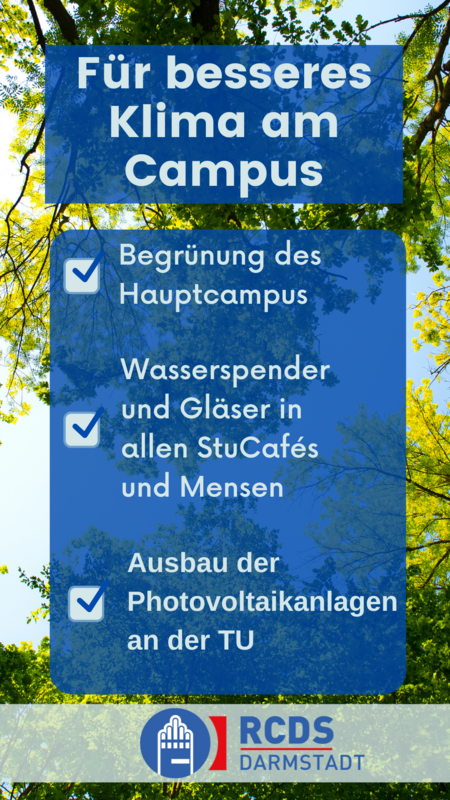 Für besseres
Klima am
Campus
Begrünung des
Hauptcampus
Wasserspender
und Gläser in
allen StuCafés
und Mensen
Ausbau der
Photovoltaikanlagen
an der TU
RCDS
DARMSTADT